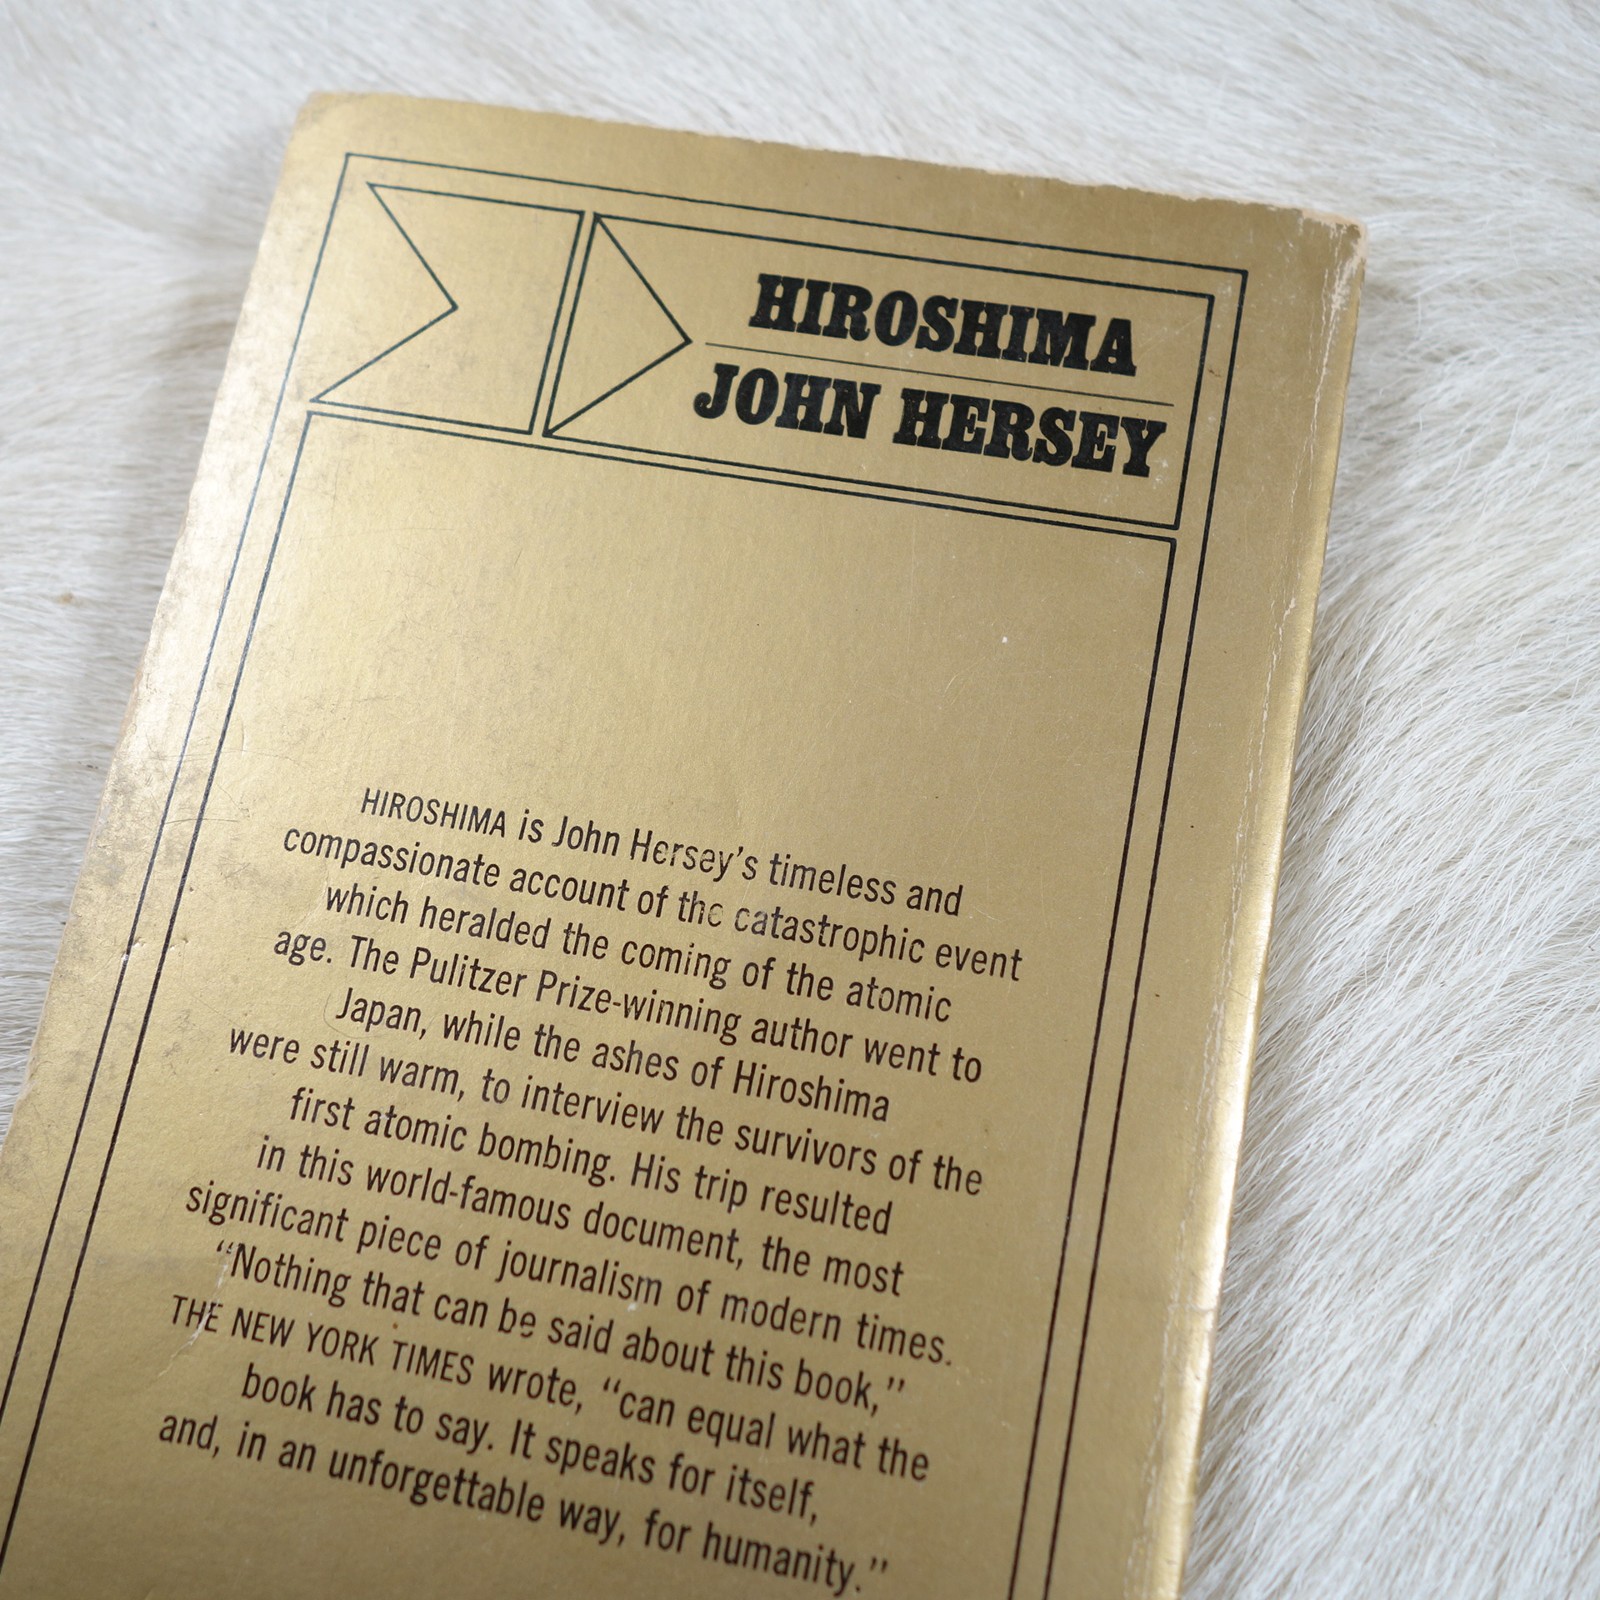 HIROSHIMA
JOHN HERSEY
HIROSHIMA is John Hersey's timeless and
compassionate account of the catastrophic event
which heralded the coming of the atomic
age. The Pulitzer Prize-winning author went to
Japan, while the ashes of Hiroshima
were still warm, to interview the survivors of the
first atomic bombing. His trip resulted
in this world-famous document, the most
significant piece of journalism of modern times.
“Nothing that can be said about this book,”
THE NEW YORK TIMES wrote, “can equal what the
book has to say. It speaks for itself,
and, in an unforgettable way, for humanity.”